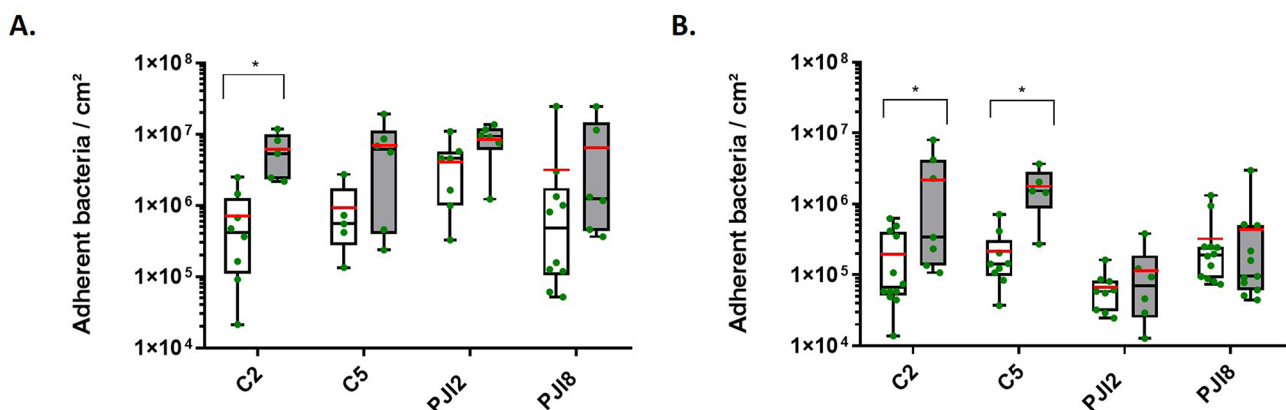 A.
Adherent bacteria / cm²
1×10⁸
1×10⁷
1×10⁶
1×10⁵
1×10⁴
*
C2
C5
PJI2
PJI8
B.
Adherent bacteria / cm²
1×10⁸
1×10⁷
1×10⁶
1×10⁵
1×10⁴
*
*
C2
C5
PJI2
PJI8